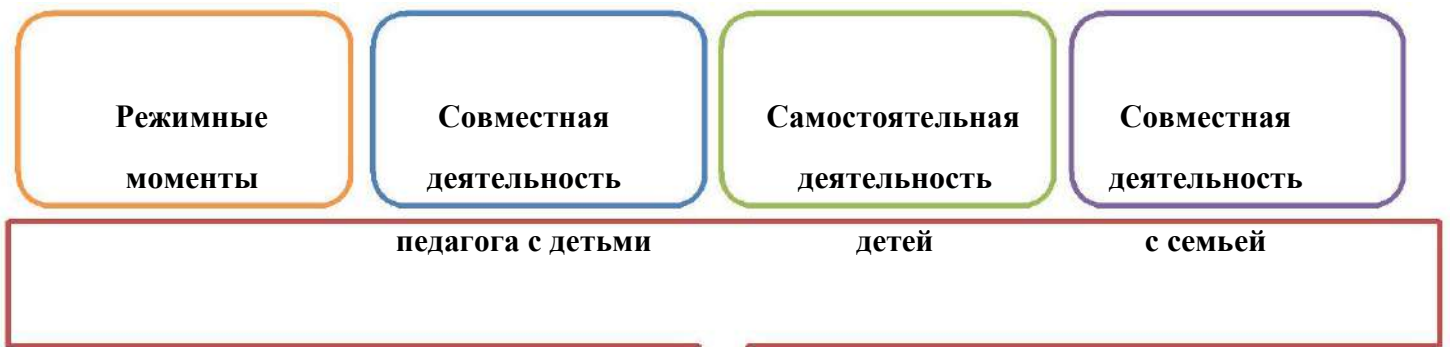 Режимные Совместная Самостоятельная Совместная
моменты деятельность деятельность деятельность
педагога с детьми детей с семьей